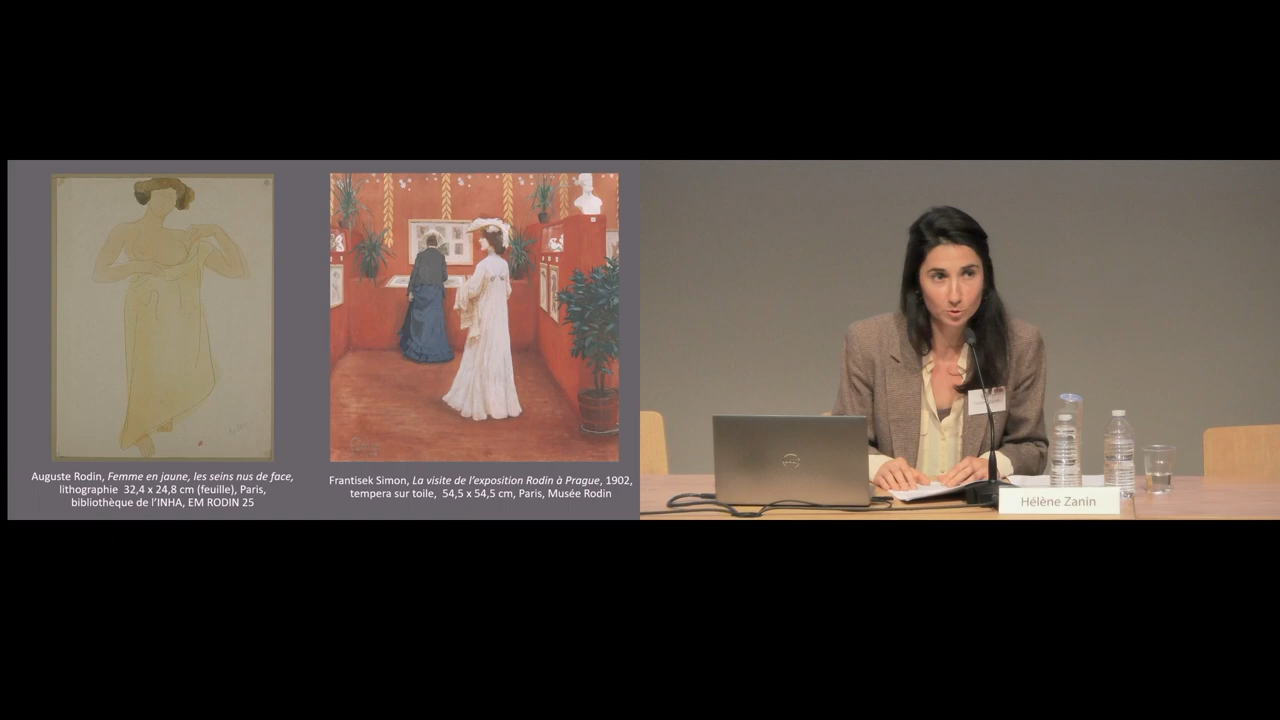 Auguste Rodin, Femme en jaune, les seins nus de face,
lithographie 32,4 x 24,8 cm (feuille), Paris,
bibliothèque de l'INHA, EM RODIN 25
Frantisek Simon, La visite de l'exposition Rodin à Prague, 1902,
tempera sur toile, 54,5 x 54,5 cm, Paris, Musée Rodin
Hélène Zanin